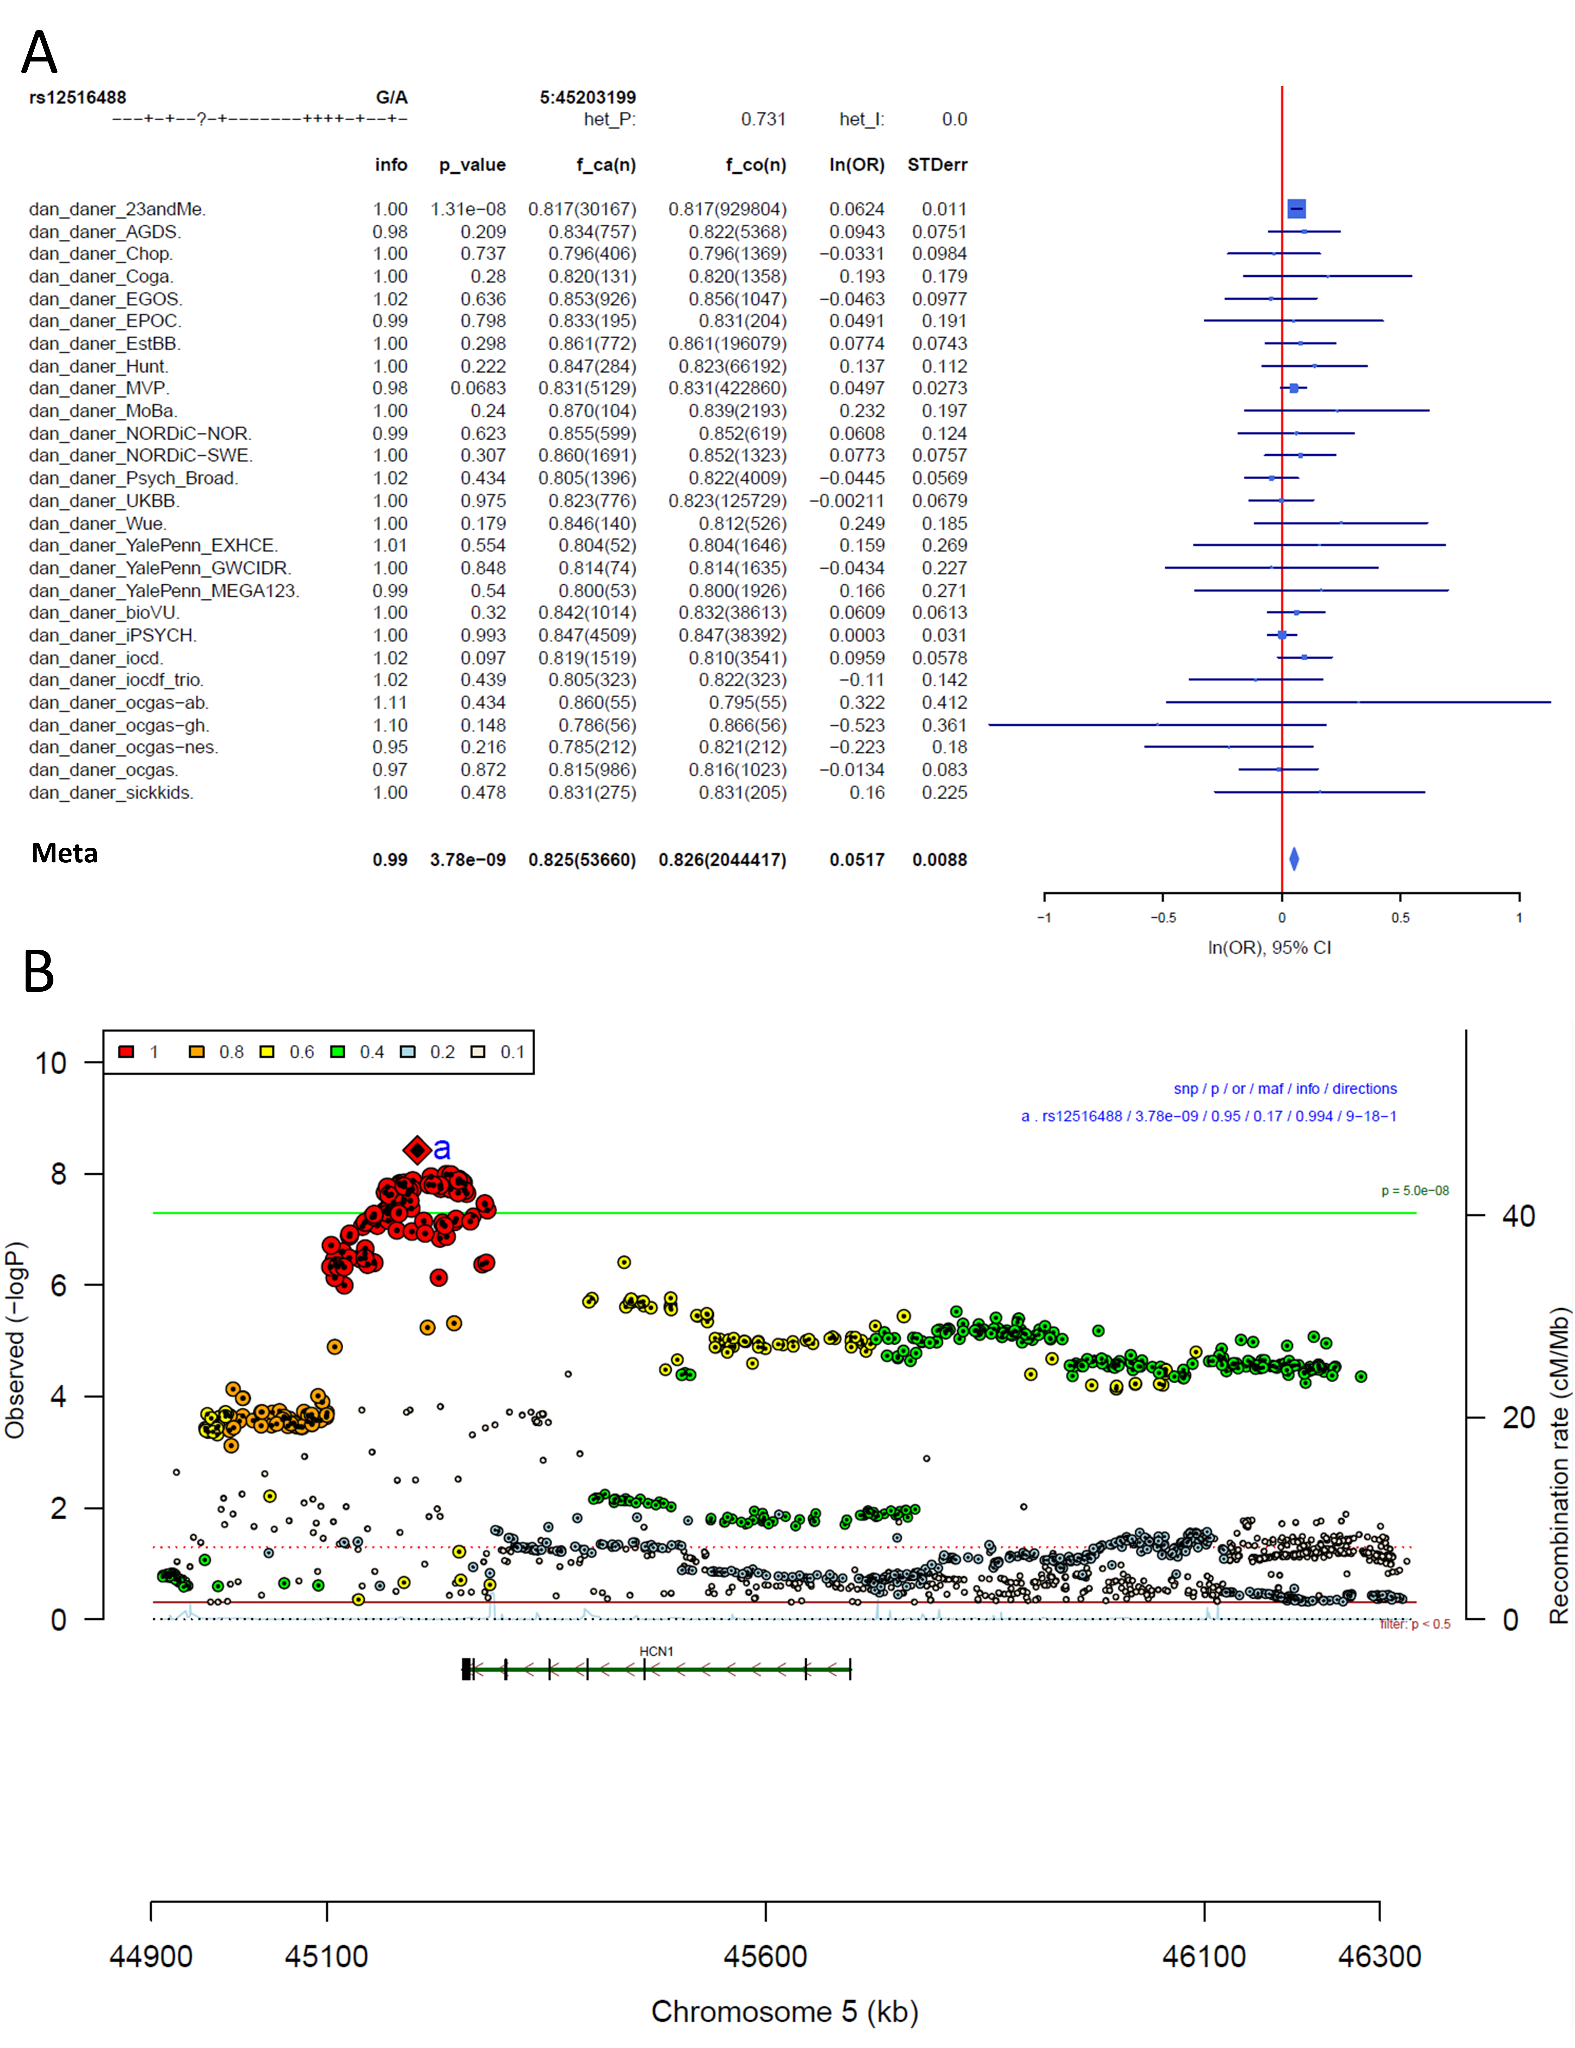 A
rs12516488 G/A 5:45203199
−−−+−+−−?−+−−−−−−−++++−+−−+− het_P: 0.731 het_I: 0.0
info p_value f_ca(n) f_co(n) ln(OR) STDerr
dan_daner_23andMe. 1.00 1.31e−08 0.817(30167) 0.817(929804) 0.0624 0.011
dan_daner_AGDS. 0.98 0.209 0.834(757) 0.822(5368) 0.0943 0.0751
dan_daner_Chop. 1.00 0.737 0.796(406) 0.796(1369) −0.0331 0.0984
dan_daner_Coga. 1.00 0.28 0.820(131) 0.820(1358) 0.193 0.179
dan_daner_EGOS. 1.02 0.636 0.853(926) 0.856(1047) −0.0463 0.0977
dan_daner_EPOC. 0.99 0.798 0.833(195) 0.831(204) 0.0491 0.191
dan_daner_EstBB. 1.00 0.298 0.861(772) 0.861(196079) 0.0774 0.0743
dan_daner_Hunt. 1.00 0.222 0.847(284) 0.823(66192) 0.137 0.112
dan_daner_MVP. 0.98 0.0683 0.831(5129) 0.831(422860) 0.0497 0.0273
dan_daner_MoBa. 1.00 0.24 0.870(104) 0.839(2193) 0.232 0.197
dan_daner_NORDiC−NOR. 0.99 0.623 0.855(599) 0.852(619) 0.0608 0.124
dan_daner_NORDiC−SWE. 1.00 0.307 0.860(1691) 0.852(1323) 0.0773 0.0757
dan_daner_Psych_Broad. 1.02 0.434 0.805(1396) 0.822(4009) −0.0445 0.0569
dan_daner_UKBB. 1.00 0.975 0.823(776) 0.823(125729) −0.00211 0.0679
dan_daner_Wue. 1.00 0.179 0.846(140) 0.812(526) 0.249 0.185
dan_daner_YalePenn_EXHCE. 1.01 0.554 0.804(52) 0.804(1646) 0.159 0.269
dan_daner_YalePenn_GWCIDR. 1.00 0.848 0.814(74) 0.814(1635) −0.0434 0.227
dan_daner_YalePenn_MEGA123. 0.99 0.54 0.800(53) 0.800(1926) 0.166 0.271
dan_daner_bioVU. 1.00 0.32 0.842(1014) 0.832(38613) 0.0609 0.0613
dan_daner_iPSYCH. 1.00 0.993 0.847(4509) 0.847(38392) 0.0003 0.031
dan_daner_iocd. 1.02 0.097 0.819(1519) 0.810(3541) 0.0959 0.0578
dan_daner_iocdf_trio. 1.02 0.439 0.805(323) 0.822(323) −0.11 0.142
dan_daner_ocgas−ab. 1.11 0.434 0.860(55) 0.795(55) 0.322 0.412
dan_daner_ocgas−gh. 1.10 0.148 0.786(56) 0.866(56) −0.523 0.361
dan_daner_ocgas−nes. 0.95 0.216 0.785(212) 0.821(212) −0.223 0.18
dan_daner_ocgas. 0.97 0.872 0.815(986) 0.816(1023) −0.0134 0.083
dan_daner_sickkids. 1.00 0.478 0.831(275) 0.831(205) 0.16 0.225
Meta 0.99 3.78e−09 0.825(53660) 0.826(2044417) 0.0517 0.0088
−1 −0.5 0 0.5 1
ln(OR), 95% CI
B
1 0.8 0.6 0.4 0.2 0.1
snp / p / or / maf / info / directions
a . rs12516488 / 3.78e−09 / 0.95 / 0.17 / 0.994 / 9−18−1
a
p = 5.0e−08
10
8
6
4
2
0
Observed (−logP)
40
20
0
Recombination rate (cM/Mb)
filter: p < 0.5
HCN1
44900 45100 45600 46100 46300
Chromosome 5 (kb)